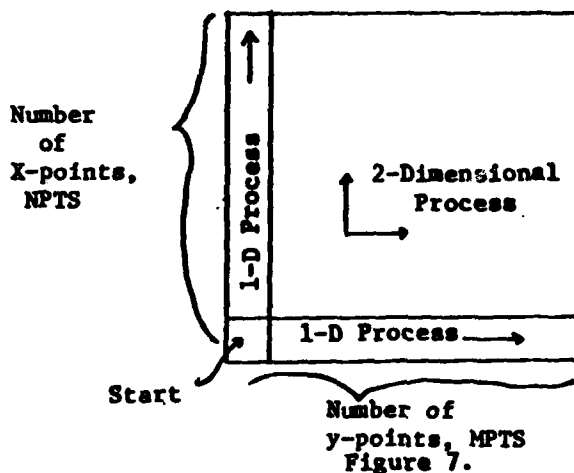 Number
of
X-points,
NPTS
1-D Process
2-Dimensional
Process
1-D Process
Start
Number of
y-points, MPTS
Figure 7.